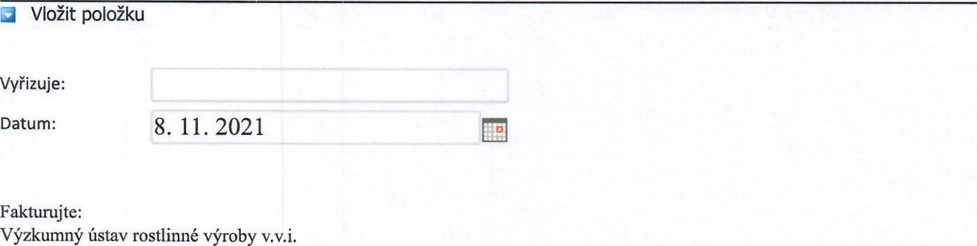 Vložit položku
Vyřizuje:
Datum: 8. 11. 2021
Fakturujte:
Výzkumný ústav rostlinné výroby v.v.i.